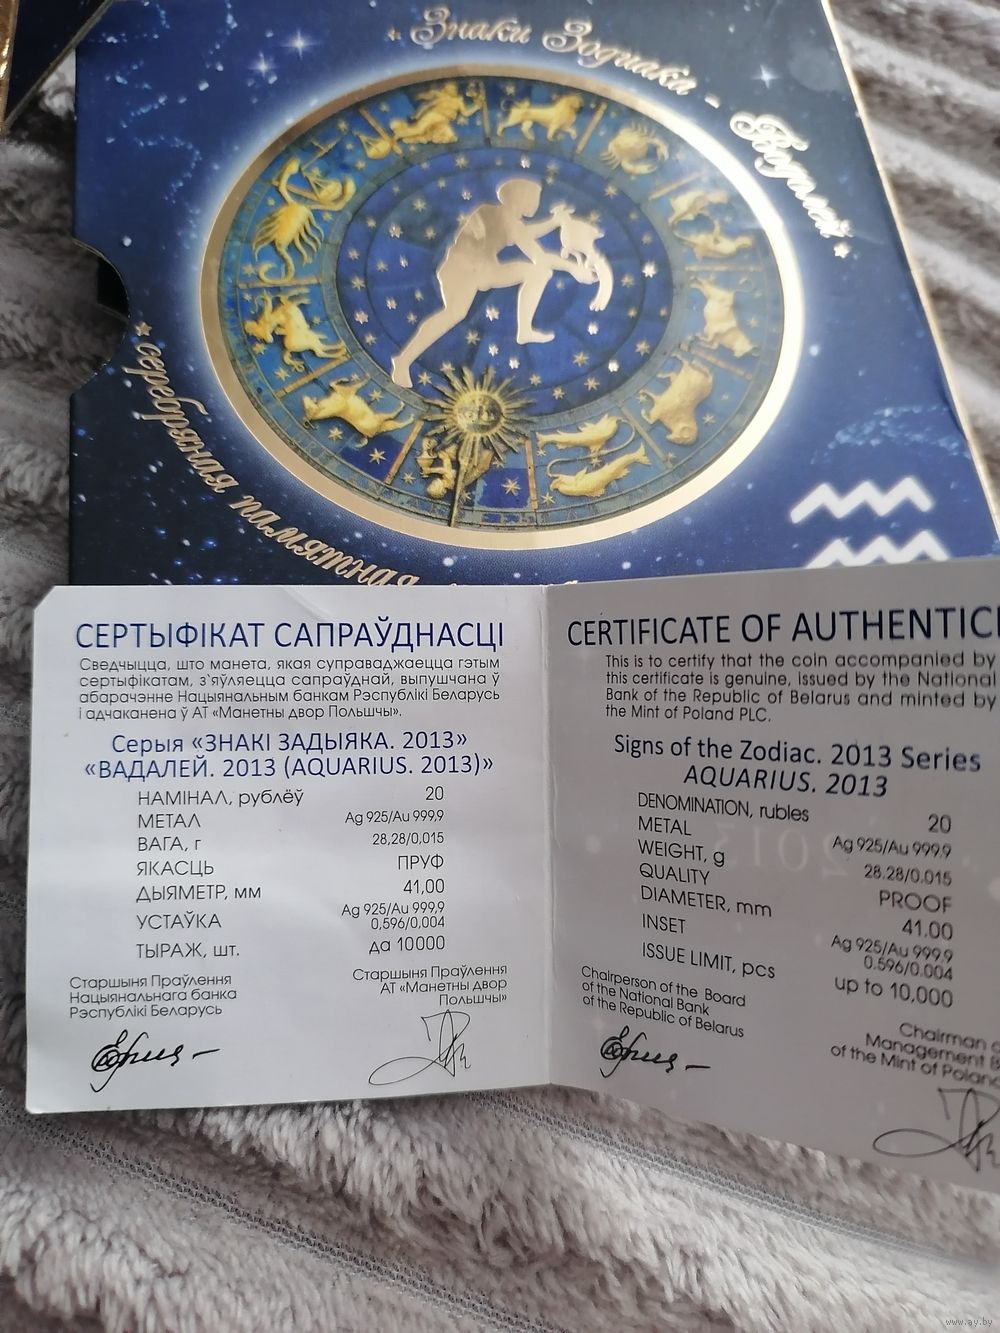 Знаки Зодиака - Водолей
серебряная памятная
СЕРТЫФІКАТ САПРАЎДНАСЦІ
Сведчыцца, што манета, якая суправаджаецца гэтым
сертыфікатам, з'яўляецца сапраўднай, выпушчана ў
абарачэнне Нацыянальным банкам Рэспублікі Беларусь
і адчаканена ў АТ «Манетны двор Польшчы».
Серыя «ЗНАКІ ЗАДЫЯКА. 2013»
«ВАДАЛЕЙ. 2013 (AQUARIUS. 2013)»
НАМІНАЛ, рублёў 20
МЕТАЛ Ag 925/Au 999,9
ВАГА, г 28,28/0,015
ЯКАСЦЬ ПРУФ
ДЫЯМЕТР, мм 41,00
УСТАЎКА Ag 925/Au 999,9
0,596/0,004
ТЫРАЖ, шт. да 10000
Старшыня Праўлення
Нацыянальнага банка
Рэспублікі Беларусь
Старшыня Праўлення
АТ «Манетны двор
Польшчы»
CERTIFICATE OF AUTHENTICI
This is to certify that the coin accompanied by
this certificate is genuine, issued by the National
Bank of the Republic of Belarus and minted by
the Mint of Poland PLC.
Signs of the Zodiac. 2013 Series
AQUARIUS. 2013
DENOMINATION, rubles 20
METAL Ag 925/Au 999.9
WEIGHT, g 28.28/0.015
QUALITY PROOF
DIAMETER, mm 41.00
INSET Ag 925/Au 999.9
0.596/0.004
ISSUE LIMIT, pcs up to 10,000
Chairperson of the Board
of the National Bank
of the Republic of Belarus
Chairman
Management
of the Mint of Poland
www.ay.by